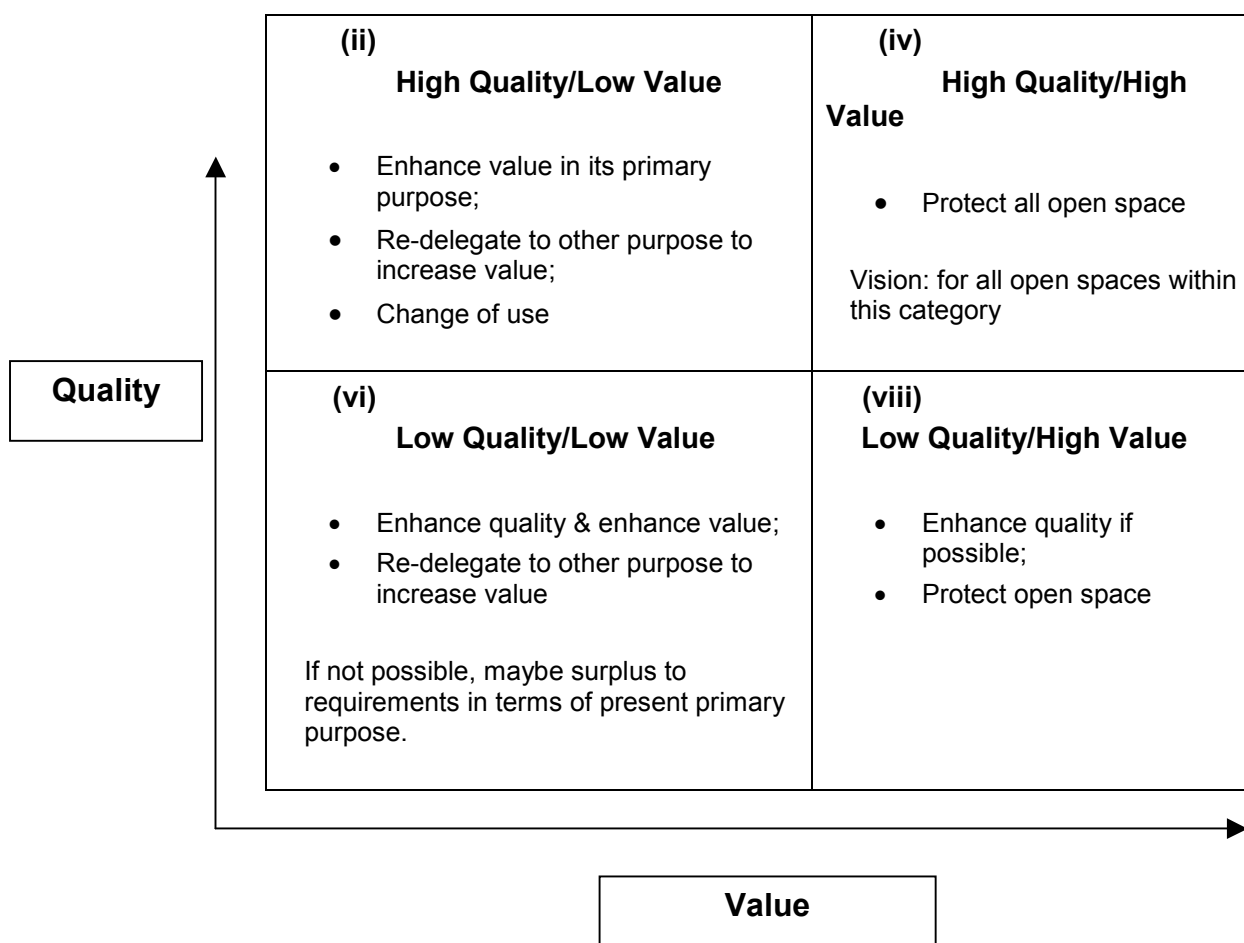 (ii)
High Quality/Low Value
• Enhance value in its primary
purpose;
• Re-delegate to other purpose to
increase value;
• Change of use
(iv)
High Quality/High
Value
• Protect all open space
Vision: for all open spaces within
this category
Quality
(vi)
Low Quality/Low Value
• Enhance quality & enhance value;
• Re-delegate to other purpose to
increase value
If not possible, maybe surplus to
requirements in terms of present primary
purpose.
(viii)
Low Quality/High Value
• Enhance quality if
possible;
• Protect open space
Value